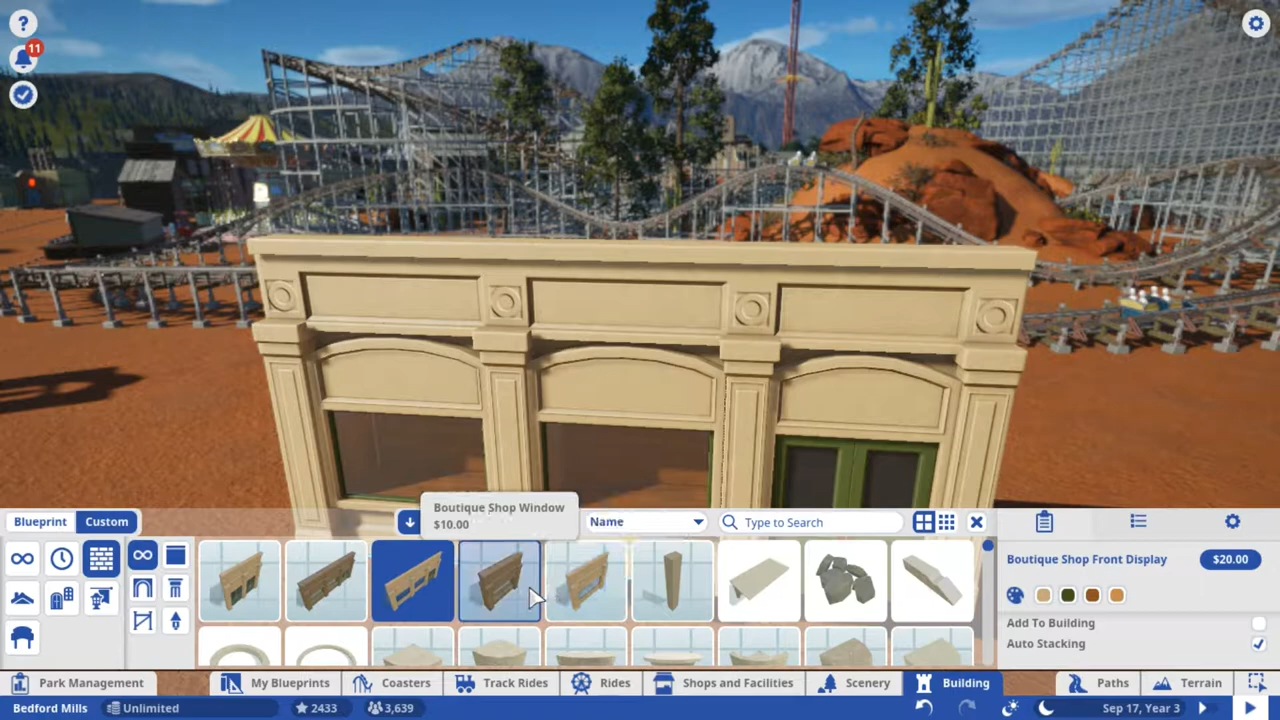 ?
11
Boutique Shop Window
$10.00
Blueprint
Custom
Name
Type to Search
Boutique Shop Front Display
$20.00
Add To Building
Auto Stacking
Park Management
My Blueprints
Coasters
Track Rides
Rides
Shops and Facilities
Scenery
Building
Paths
Terrain
Bedford Mills
Unlimited
2433
3,639
Sep 17, Year 3